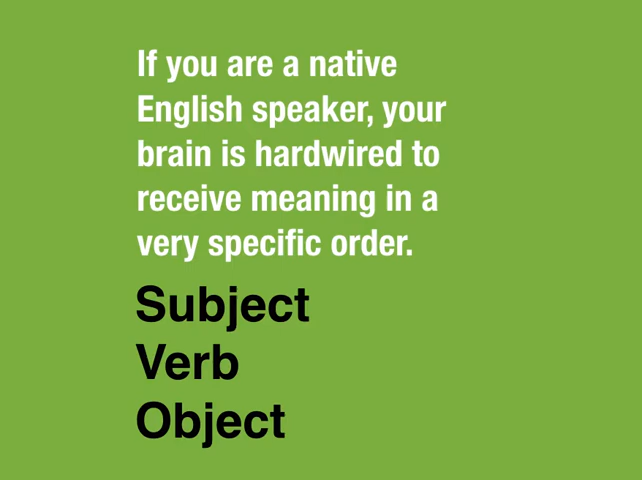 If you are a native
English speaker, your
brain is hardwired to
receive meaning in a
very specific order.
Subject
Verb
Object